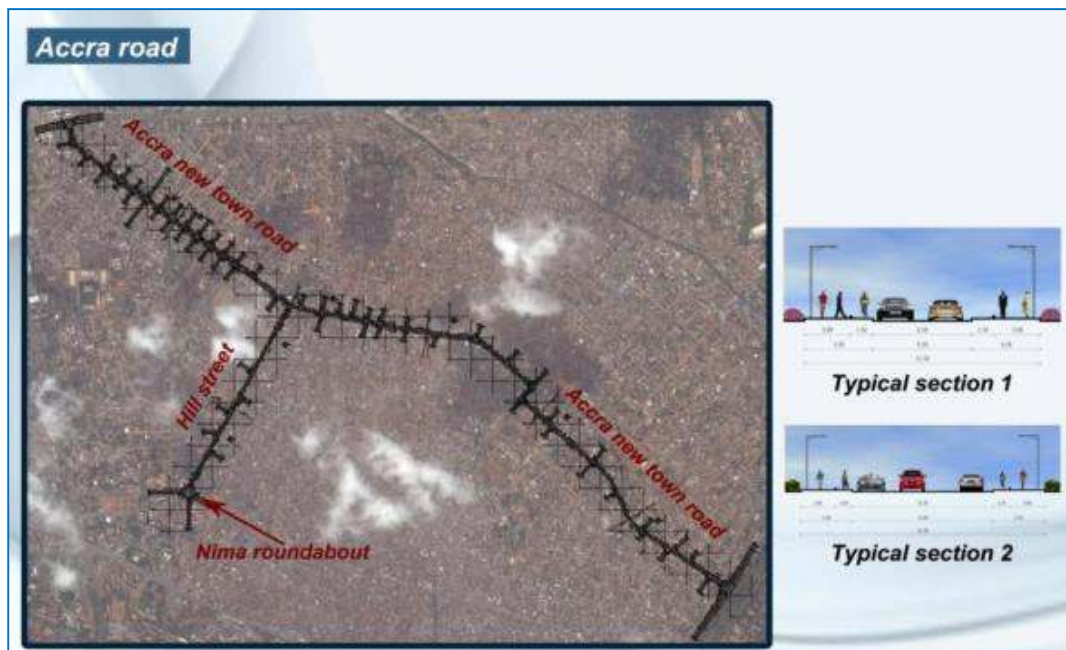 Accra road
Accra new town road
Hill street
Accra new town road
Nima roundabout
Typical section 1
Typical section 2